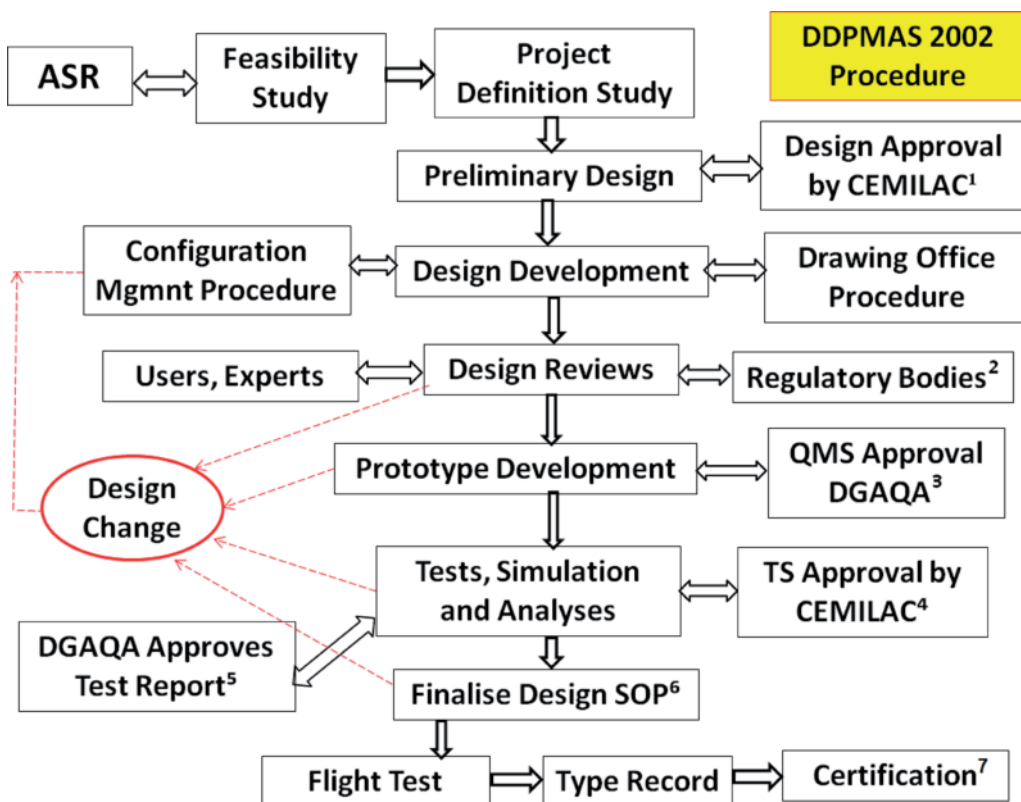 ASR
Feasibility
Study
Project
Definition Study
DDPMAS 2002
Procedure
Preliminary Design
Design Approval
by CEMILAC¹
Configuration
Mgmnt Procedure
Design Development
Drawing Office
Procedure
Users, Experts
Design Reviews
Regulatory Bodies²
Design
Change
Prototype Development
QMS Approval
DGAQA³
Tests, Simulation
and Analyses
TS Approval by
CEMILAC⁴
DGAQA Approves
Test Report⁵
Finalise Design SOP⁶
Flight Test
Type Record
Certification⁷